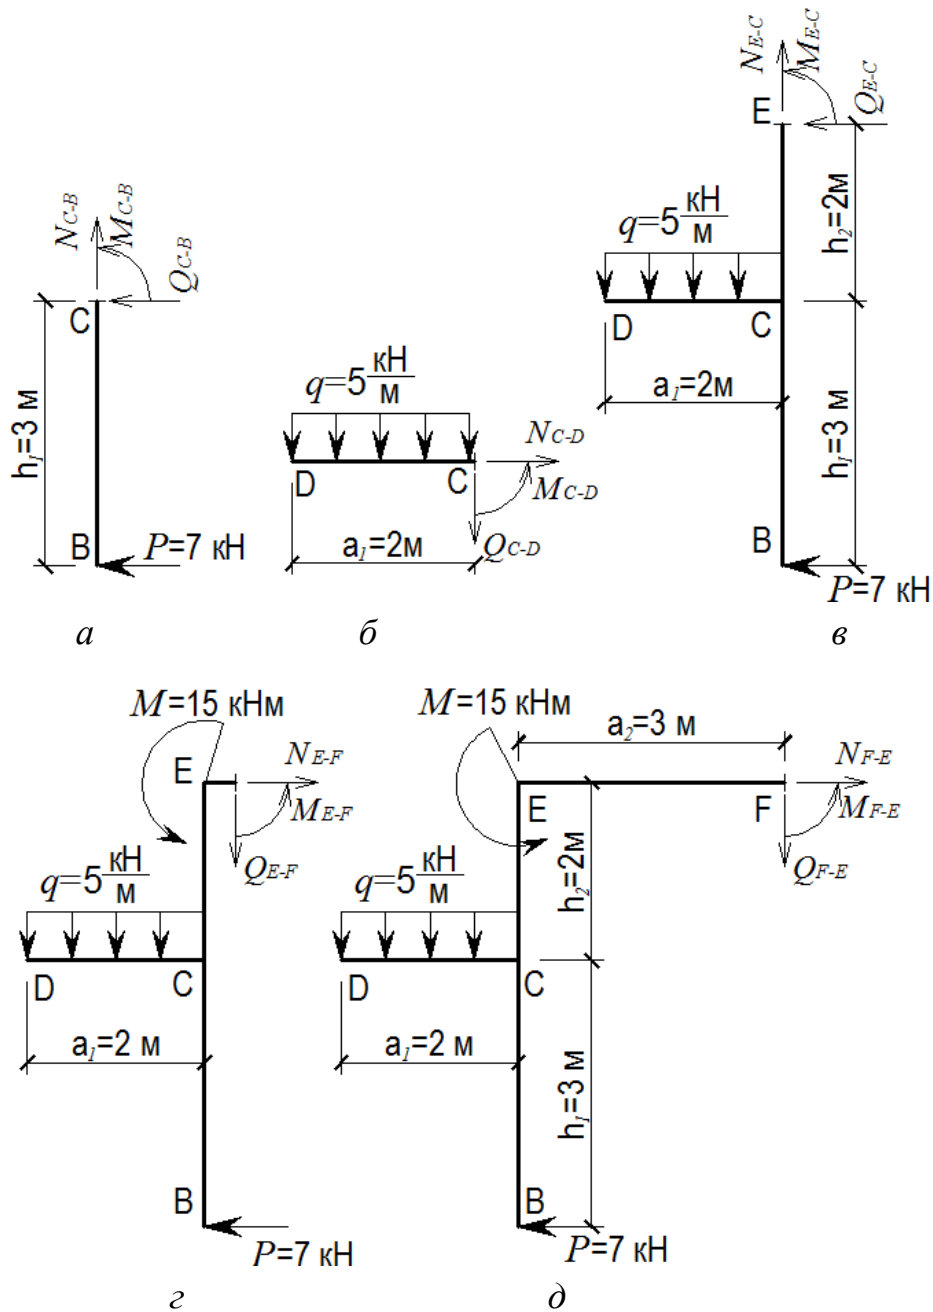 N_C-B
M_C-B
Q_C-B
C
h₁=3 м
B
P=7 кН
а
q=5 кН/м
D
C
N_C-D
M_C-D
Q_C-D
a₁=2м
б
N_E-C
M_E-C
Q_E-C
E
h₂=2м
q=5 кН/м
D
C
a₁=2м
h₁=3 м
B
P=7 кН
в
M=15 кНм
E
N_E-F
M_E-F
Q_E-F
q=5 кН/м
D
C
a₁=2 м
B
P=7 кН
г
M=15 кНм
a₂=3 м
E
F
N_F-E
M_F-E
Q_F-E
h₂=2м
q=5 кН/м
D
C
a₁=2 м
h₁=3 м
B
P=7 кН
д